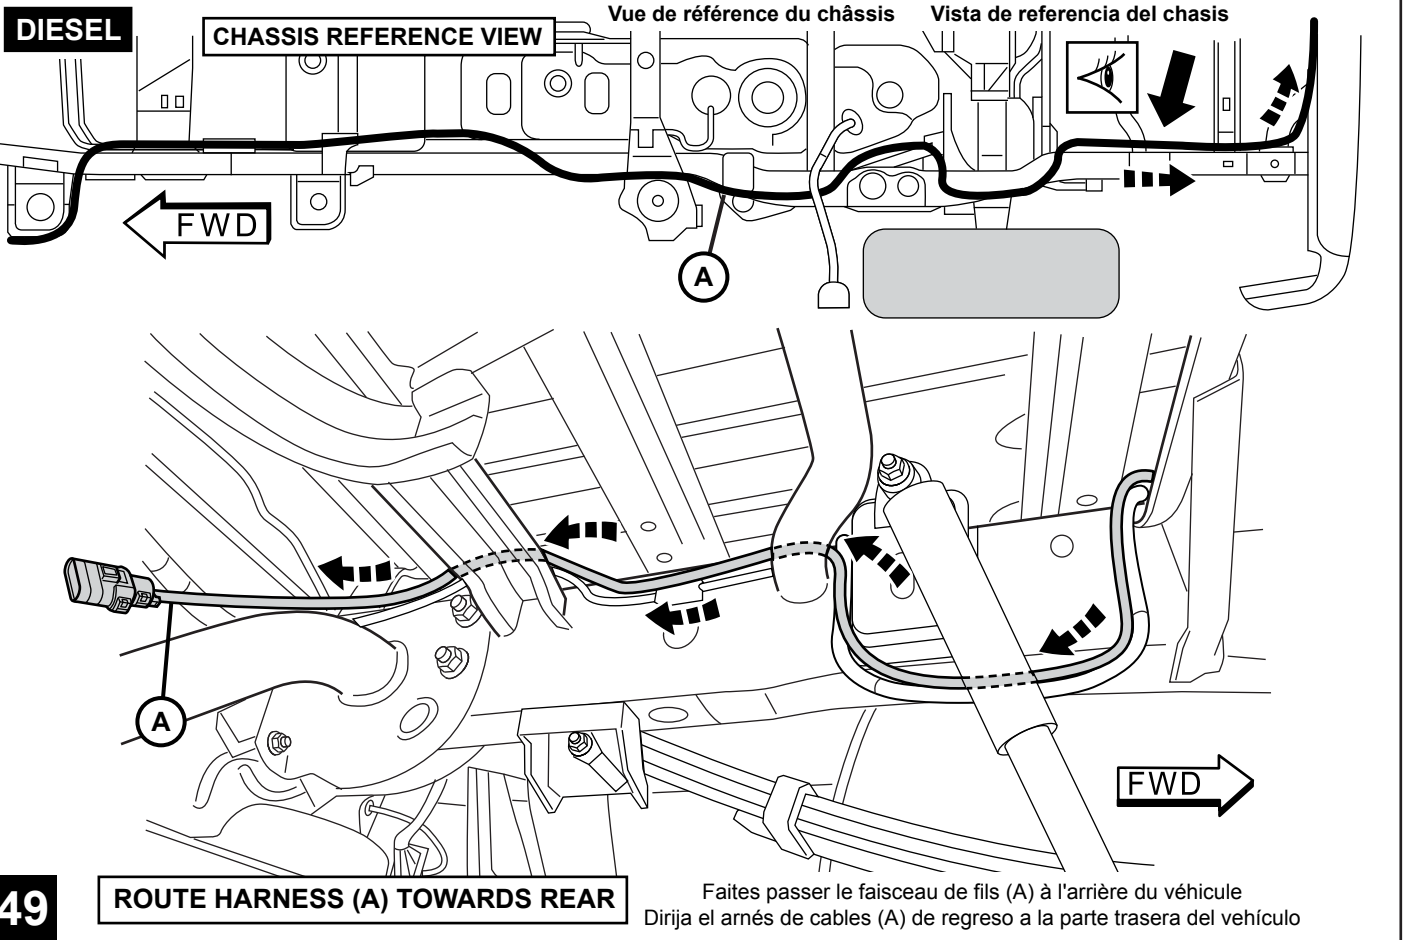 DIESEL
CHASSIS REFERENCE VIEW
Vue de référence du châssis
Vista de referencia del chasis
FWD
A
A
FWD
49
ROUTE HARNESS (A) TOWARDS REAR
Faites passer le faisceau de fils (A) à l'arrière du véhicule
Dirija el arnés de cables (A) de regreso a la parte trasera del vehículo